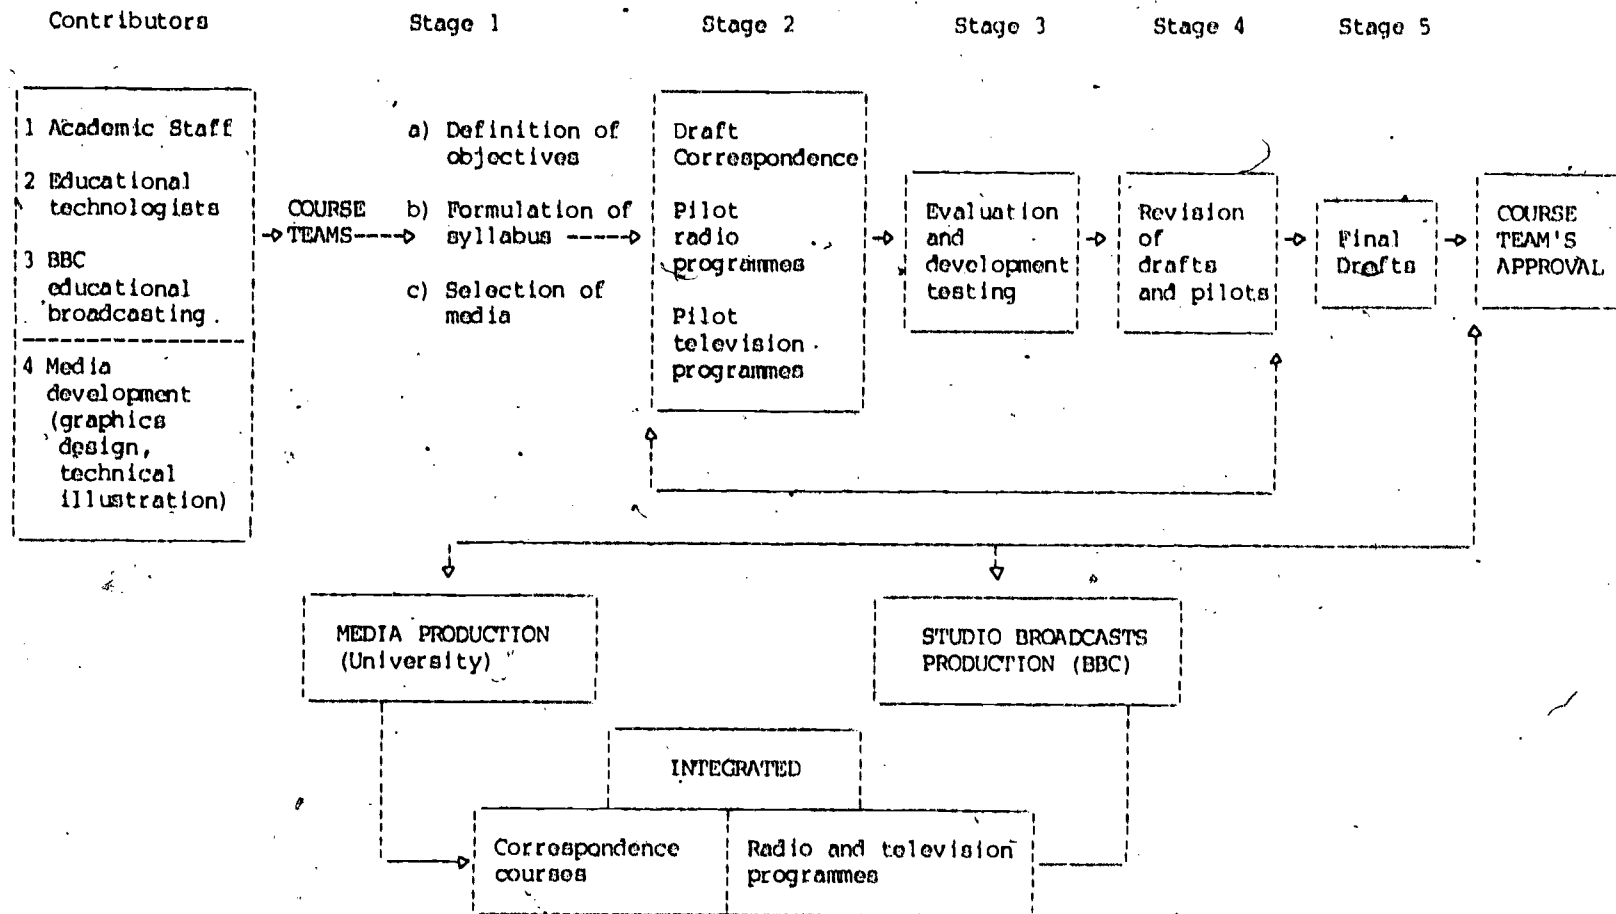 Contributors Stage 1 Stage 2 Stage 3 Stage 4 Stage 5
1 Academic Staff
2 Educational
technologists
3 BBC
educational
broadcasting
4 Media
development
(graphics
design,
technical
illustration)
COURSE
TEAMS
a) Definition of
objectives
b) Formulation of
syllabus
c) Selection of
media
Draft
Correspondence
Pilot
radio
programmes
Pilot
television
programmes
Evaluation
and
development
testing
Revision
of
drafts
and pilots
Final
Drafts
COURSE
TEAM'S
APPROVAL
MEDIA PRODUCTION
(University)
STUDIO BROADCASTS
PRODUCTION (BBC)
INTEGRATED
Correspondence
courses
Radio and television
programmes